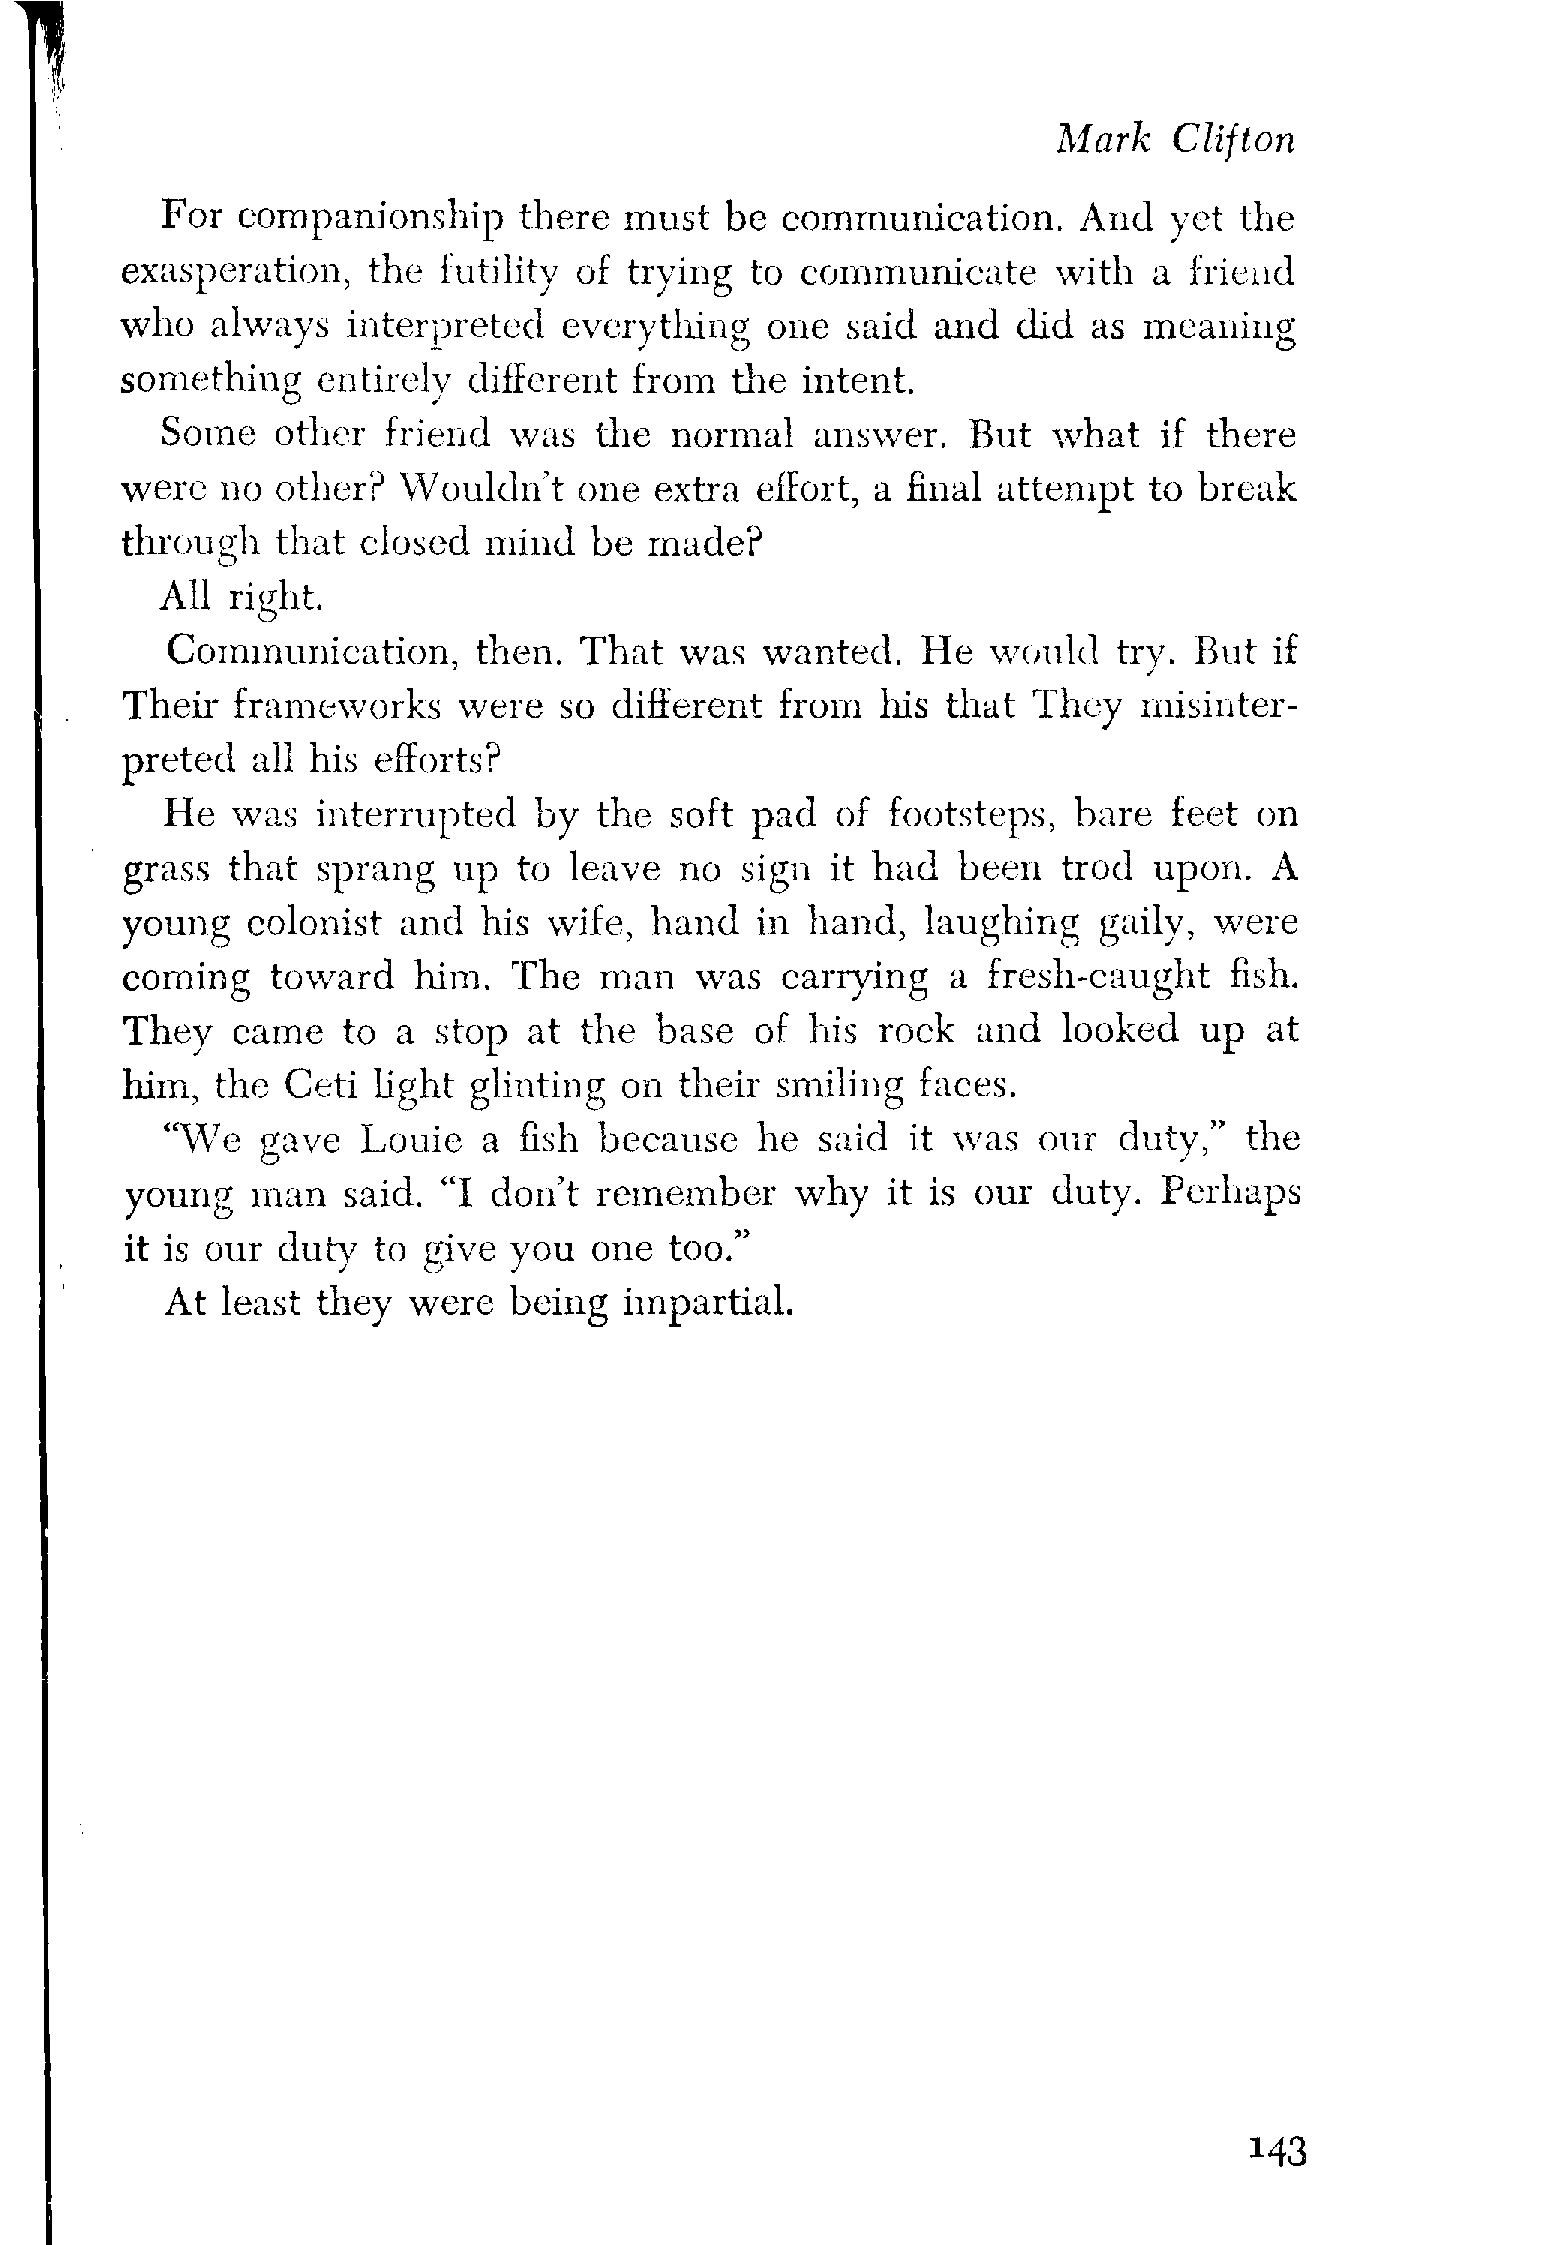 Mark Clifton
For companionship there must be communication. And yet the
exasperation, the futility of trying to communicate with a friend
who always interpreted everything one said and did as meaning
something entirely different from the intent.
Some other friend was the normal answer. But what if there
were no other? Wouldn't one extra effort, a final attempt to break
through that closed mind be made?
All right.
Communication, then. That was wanted. He would try. But if
Their frameworks were so different from his that They misinter-
preted all his efforts?
He was interrupted by the soft pad of footsteps, bare feet on
grass that sprang up to leave no sign it had been trod upon. A
young colonist and his wife, hand in hand, laughing gaily, were
coming toward him. The man was carrying a fresh-caught fish.
They came to a stop at the base of his rock and looked up at
him, the Ceti light glinting on their smiling faces.
"We gave Louie a fish because he said it was our duty," the
young man said. "I don't remember why it is our duty. Perhaps
it is our duty to give you one too."
At least they were being impartial.
143